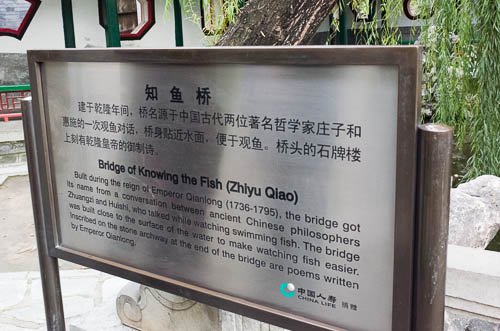 知鱼桥
建于乾隆年间，桥名源于中国古代两位著名哲学家庄子和
惠施的一次观鱼对话，桥身贴近水面，便于观鱼。桥头的石牌楼
上刻有乾隆皇帝的御制诗。
Bridge of Knowing the Fish (Zhiyu Qiao)
Built during the reign of Emperor Qianlong (1736-1795), the bridge got
its name from a conversation between ancient Chinese philosophers
Zhuangzi and Huishi, who talked while watching swimming fish. The bridge
was built close to the surface of the water to make watching fish easier.
Inscribed on the stone archway at the end of the bridge are poems written
by Emperor Qianlong.
中国人寿 捐赠
CHINA LIFE